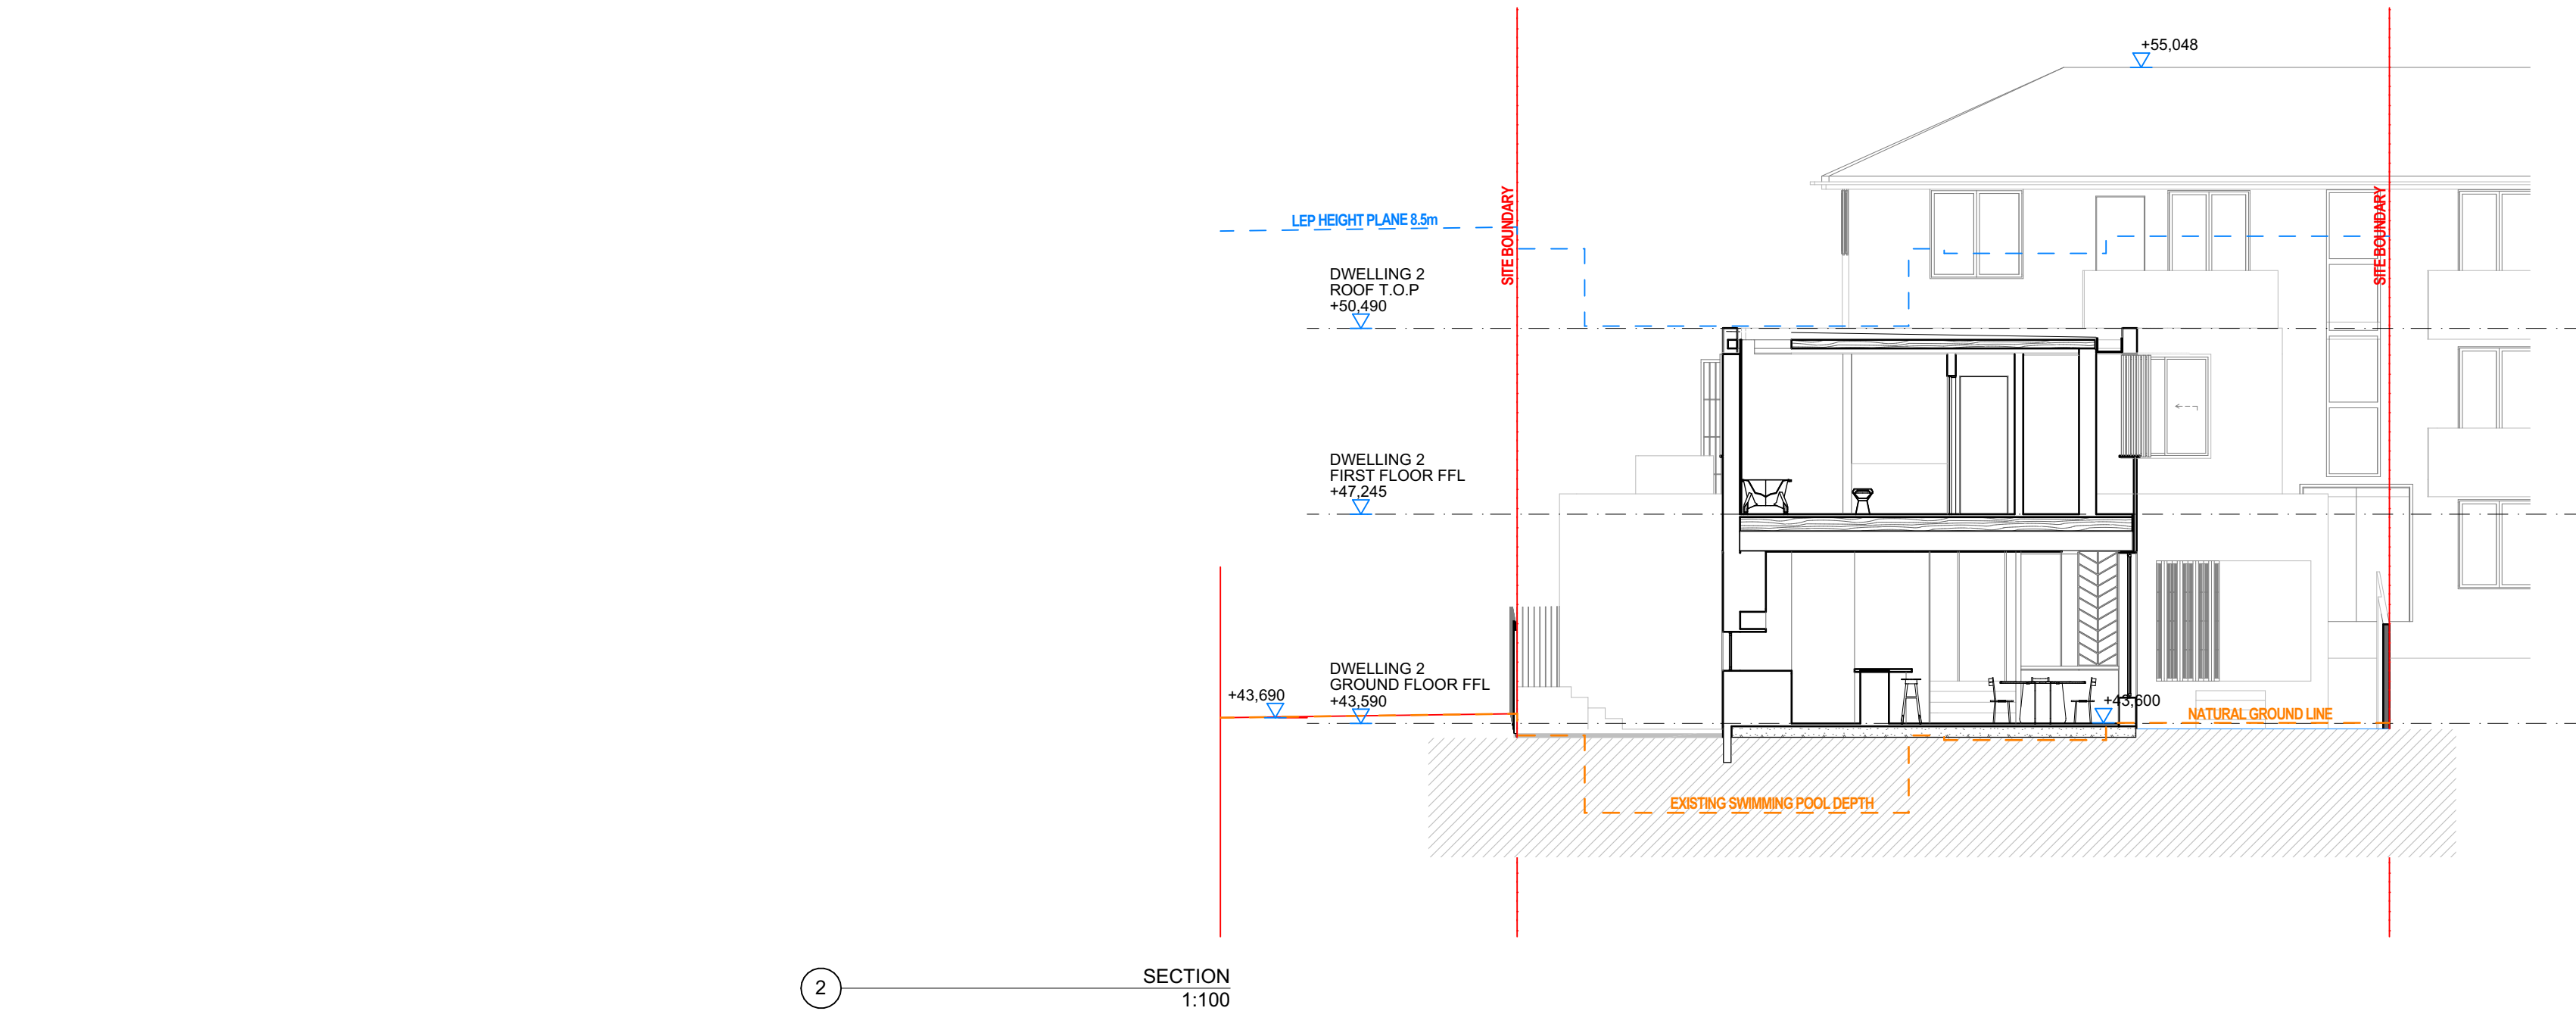 +55,048
SITE BOUNDARY
SITE BOUNDARY
LEP HEIGHT PLANE 8.5m
DWELLING 2
ROOF T.O.P
+50,490
DWELLING 2
FIRST FLOOR FFL
+47,245
DWELLING 2
GROUND FLOOR FFL
+43,590
+43,690
+43,600
NATURAL GROUND LINE
EXISTING SWIMMING POOL DEPTH
2
SECTION
1:100